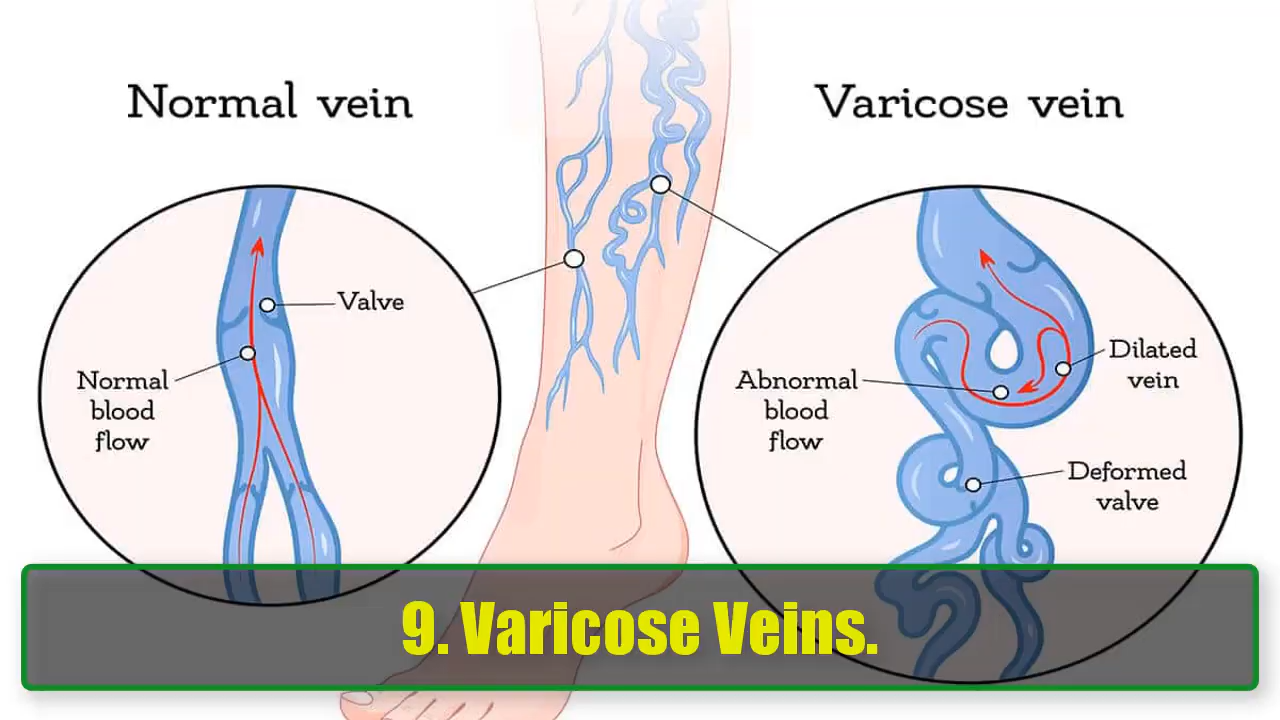 Normal vein
Varicose vein
Valve
Normal
blood
flow
Abnormal
blood
flow
Dilated
vein
Deformed
valve
9. Varicose Veins.